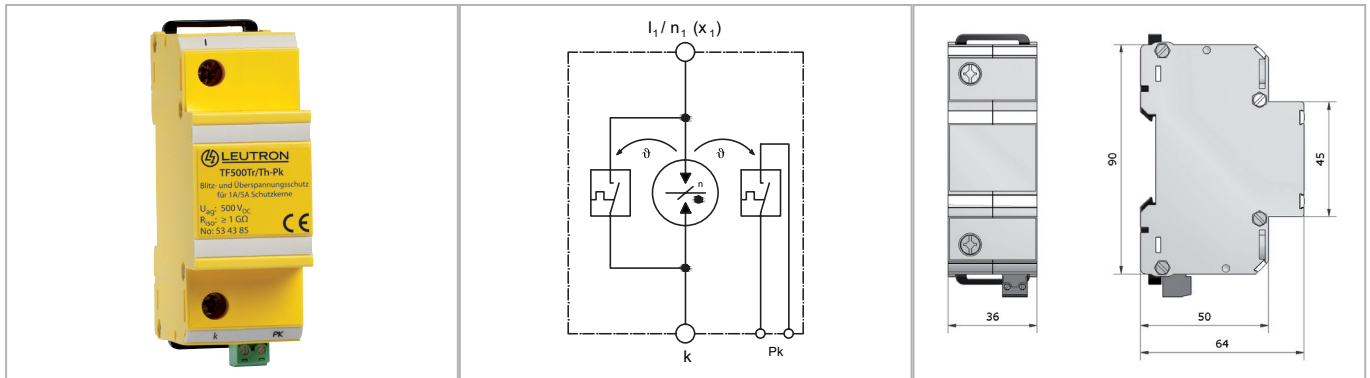 l
LEUTRON
TF500Tr/Th-Pk
Blitz- und Überspannungsschutz
für 1A/5A Schutzkerne
Uag: 500 VDC
Riso: ≥ 1 GΩ
No: 53 43 85
CE
k PK
I1/ n1 (x1)
ϑ ϑ
n
k
Pk
36
90
45
50
64